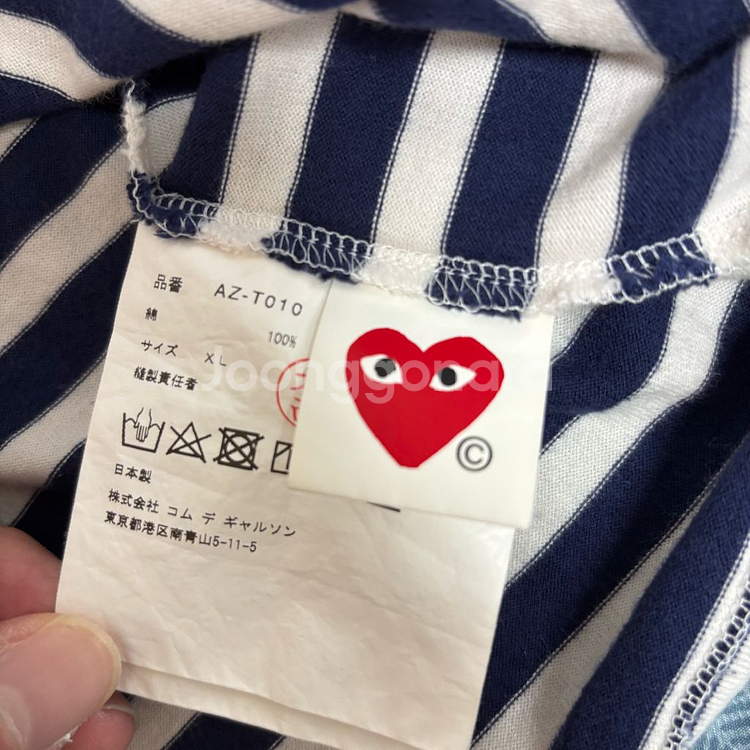 品番 AZ-T010
綿 100%
サイズ XL
縫製責任者
日本製
株式会社 コム デ ギャルソン
東京都港区南青山5-11-5
©
Joonggonara